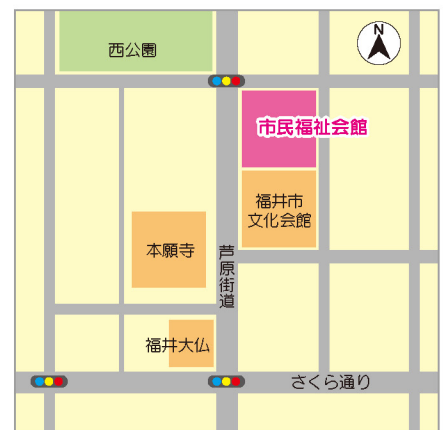 N
西公園
市民福祉会館
福井市
文化会館
本願寺
芦原街道
福井大仏
さくら通り